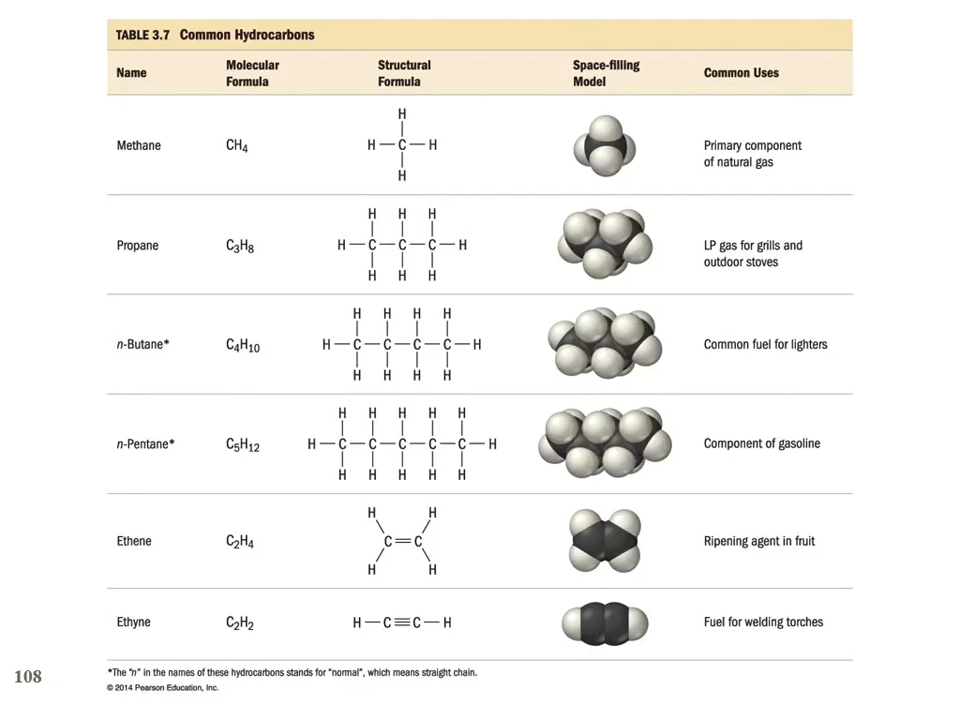 TABLE 3.7 Common Hydrocarbons
Name
Molecular
Formula
Structural
Formula
Space-filling
Model
Common Uses
Methane
CH4
H
H—C—H
H
Primary component
of natural gas
Propane
C3H8
H H H
H—C—C—C—H
H H H
LP gas for grills and
outdoor stoves
n-Butane*
C4H10
H H H H
H—C—C—C—C—H
H H H H
Common fuel for lighters
n-Pentane*
C5H12
H H H H H
H—C—C—C—C—C—H
H H H H H
Component of gasoline
Ethene
C2H4
H H
C=C
H H
Ripening agent in fruit
Ethyne
C2H2
H—C≡C—H
Fuel for welding torches
*The "n" in the names of these hydrocarbons stands for "normal", which means straight chain.
© 2014 Pearson Education, Inc.
108